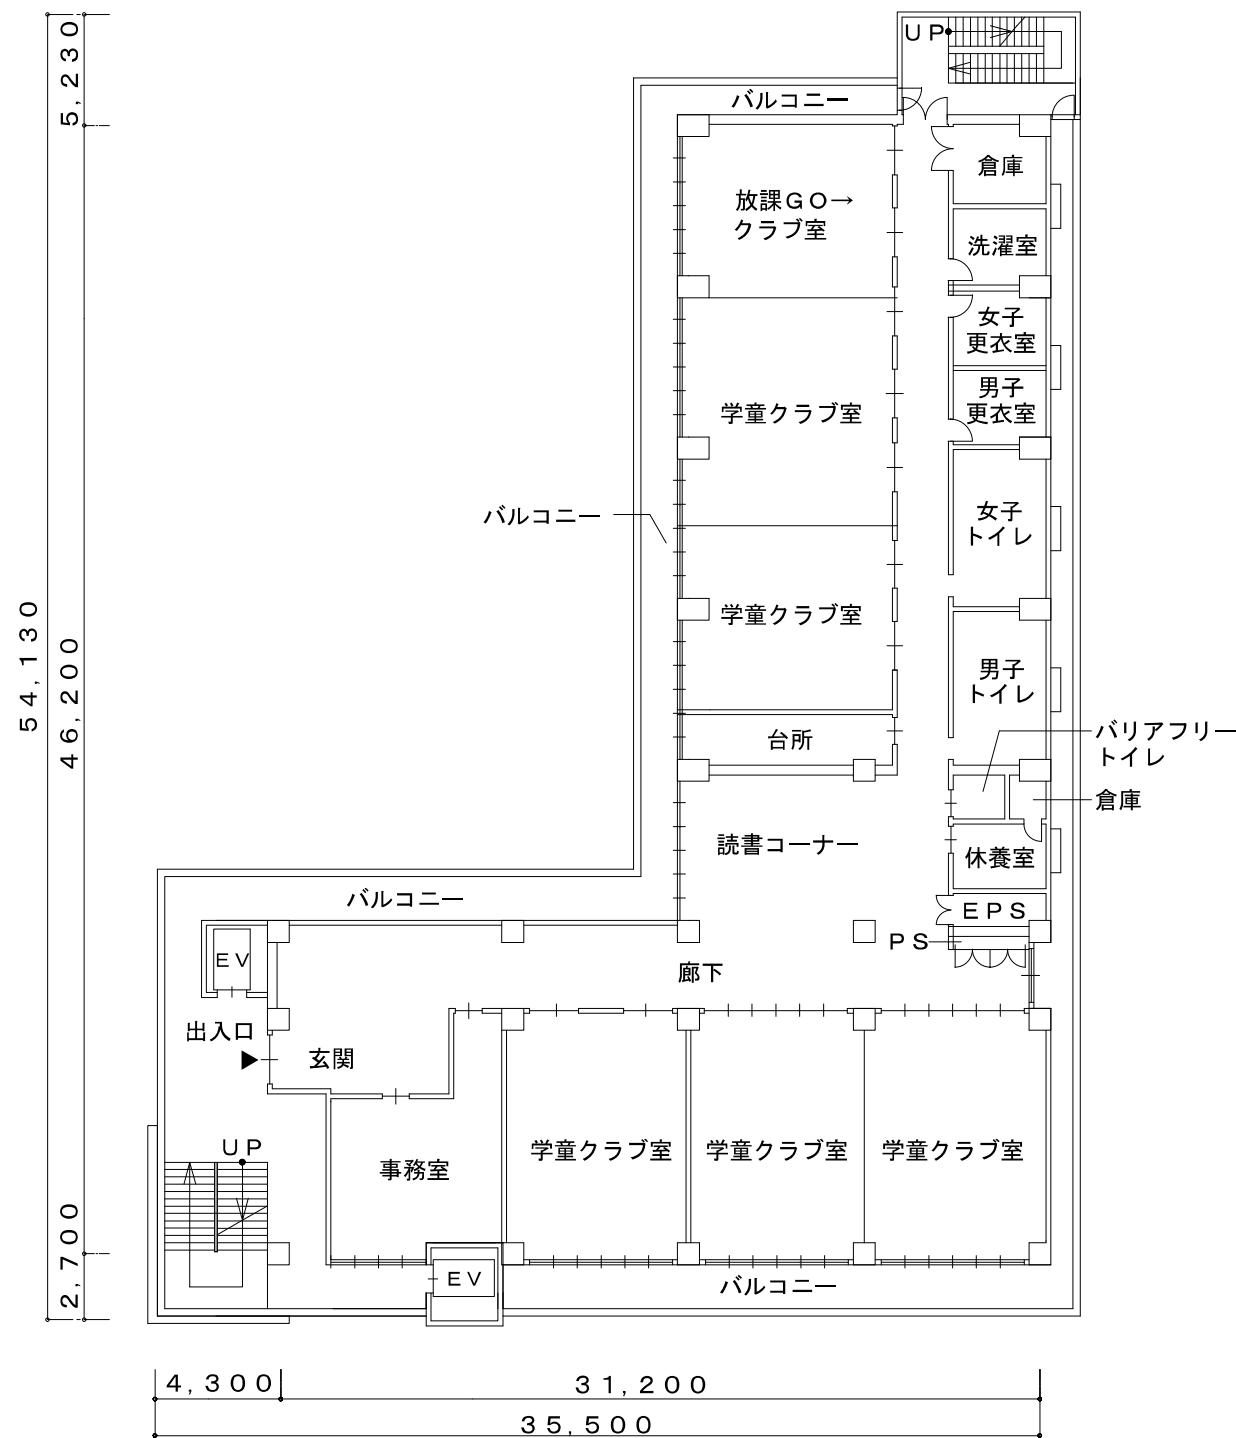 5,230
UP
バルコニー
倉庫
放課GO→
クラブ室
洗濯室
女子
更衣室
男子
更衣室
学童クラブ室
バルコニー
女子
トイレ
54,130
46,200
学童クラブ室
男子
トイレ
台所
バリアフリー
トイレ
倉庫
読書コーナー
休養室
バルコニー
EPS
PS
EV
廊下
出入口
玄関
UP
事務室
学童クラブ室
学童クラブ室
学童クラブ室
2,700
EV
バルコニー
4,300
31,200
35,500